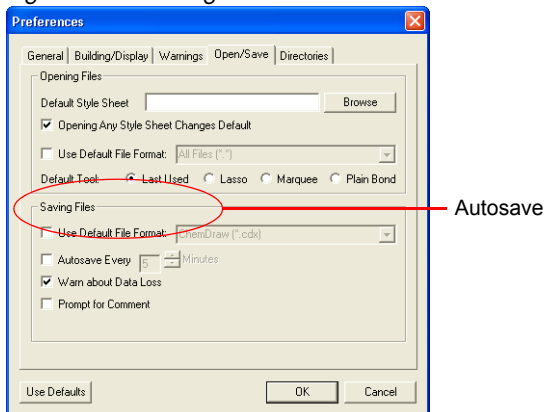 Preferences
General Building/Display Warnings Open/Save Directories
Opening Files
Default Style Sheet Browse
Opening Any Style Sheet Changes Default
Use Default File Format: All Files (*.*)
Default Tool: Last Used Lasso Marquee Plain Bond
Saving Files
Autosave
Use Default File Format: ChemDraw (*.cdx)
Autosave Every 5 Minutes
Warn about Data Loss
Prompt for Comment
Use Defaults OK Cancel